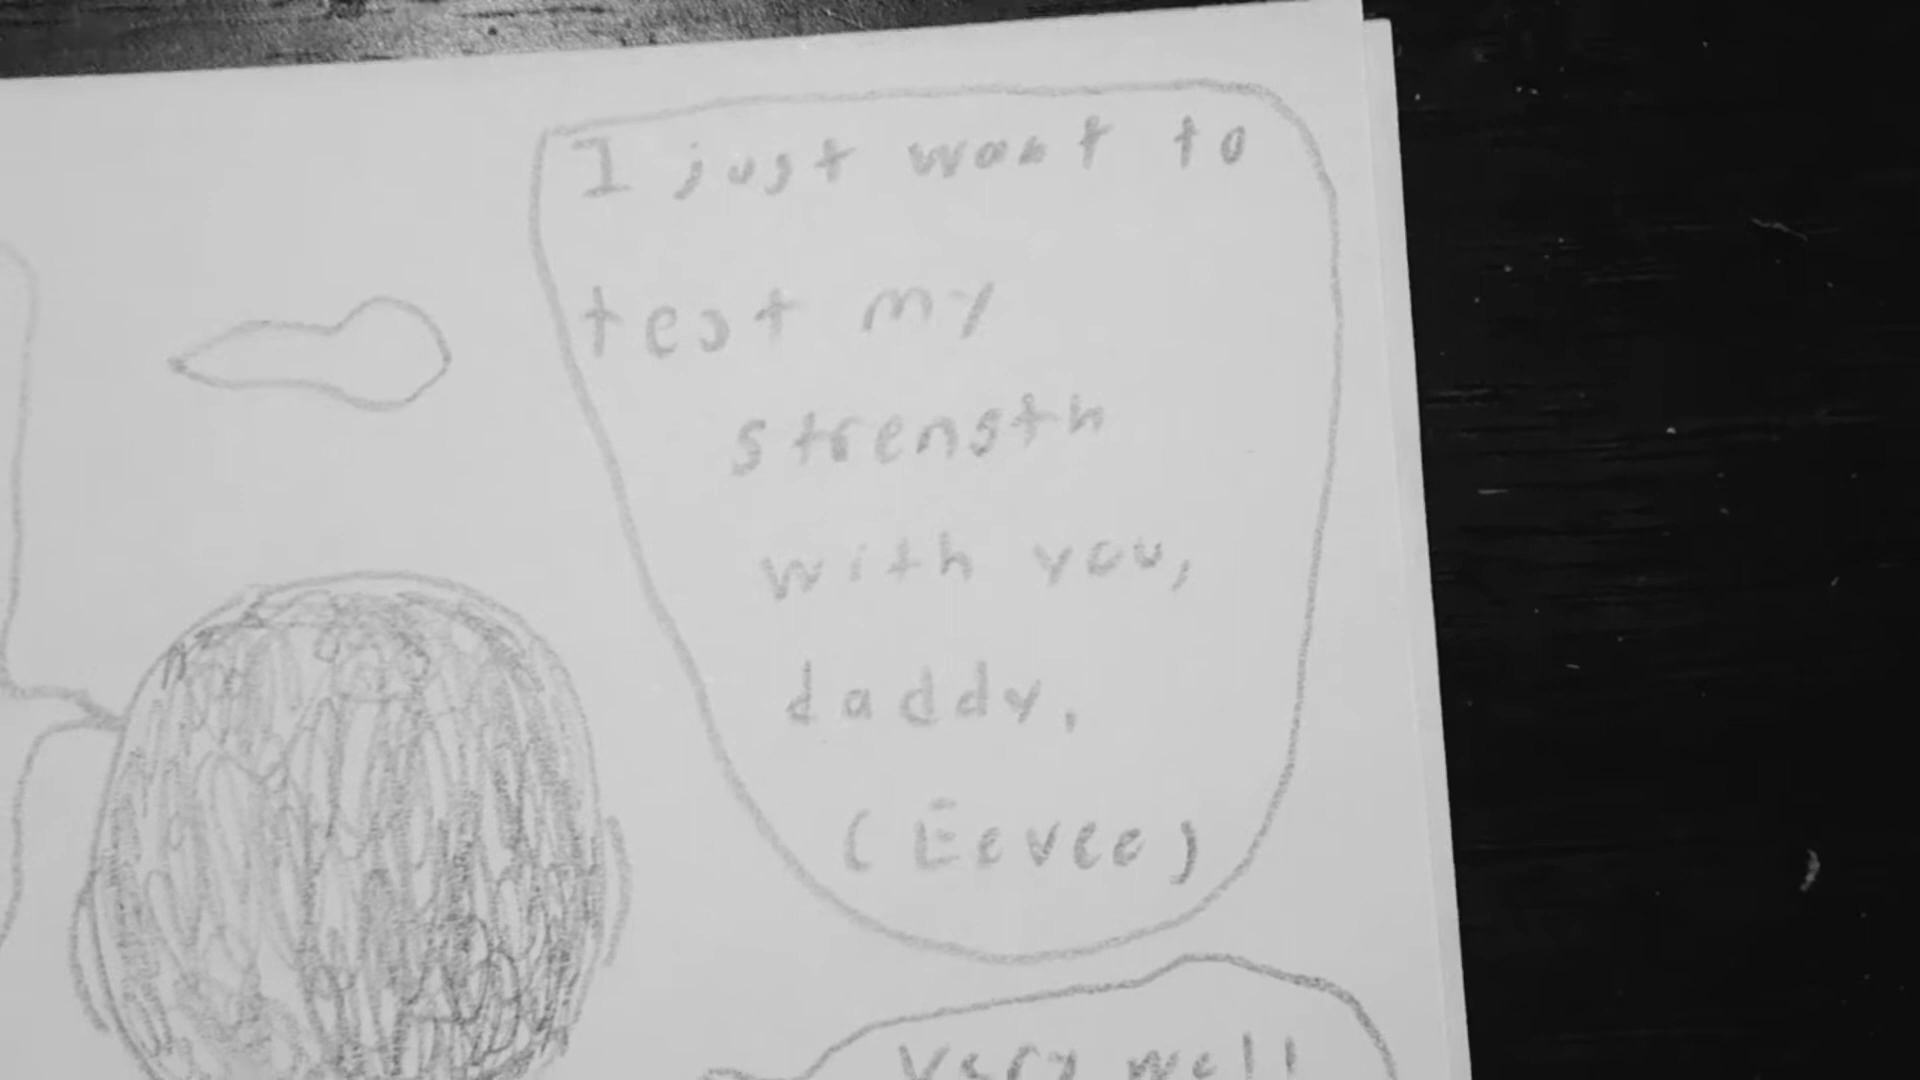 I just want to
test my
strength
with you,
daddy.
(Eevee)
Very well